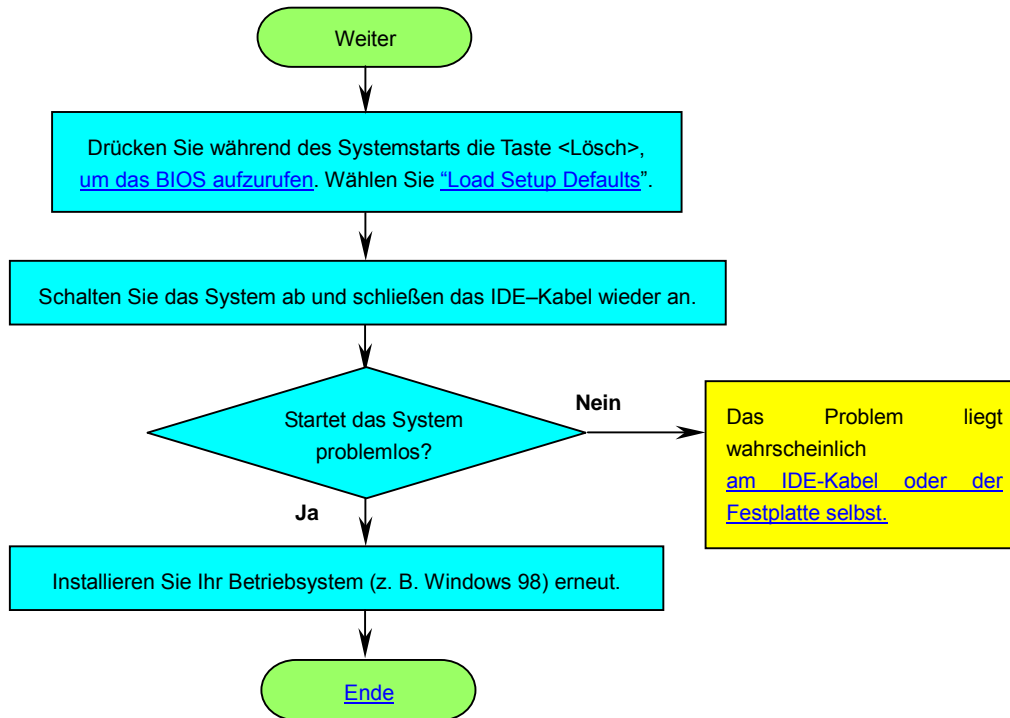 Weiter
Drücken Sie während des Systemstarts die Taste <Lösch>,
um das BIOS aufzurufen. Wählen Sie “Load Setup Defaults”.
Schalten Sie das System ab und schließen das IDE–Kabel wieder an.
Startet das System
problemlos?
Nein
Das Problem liegt
wahrscheinlich
am IDE-Kabel oder der
Festplatte selbst.
Ja
Installieren Sie Ihr Betriebsystem (z. B. Windows 98) erneut.
Ende